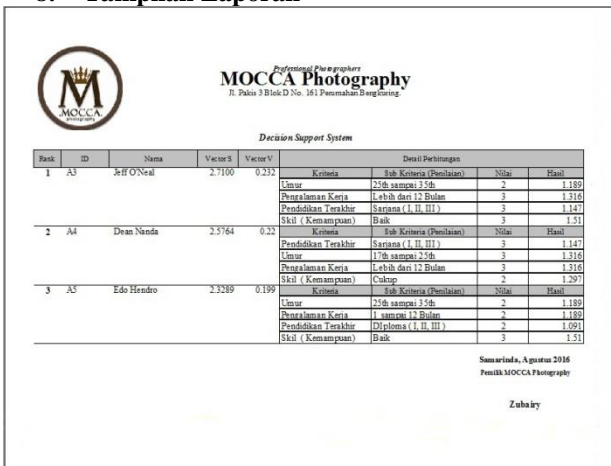 Tampilan Laporan
M
MOCCA
photography
Professional Photographers
MOCCA Photography
Jl. Pakis 3 Blok D No. 161 Perumahan Bengkuring.
Decision Support System
Rank ID Nama Vector S Vector V Detail Perhitungan
1 A3 Jeff O'Neal 2.7100 0.232 Kriteria Sub Kriteria (Penilaian) Nilai Hasil
Umur 25th sampai 35th 2 1.189
Pengalaman Kerja Lebih dari 12 Bulan 3 1.316
Pendidikan Terakhir Sarjana ( I, II, III ) 3 1.147
Skil ( Kemampuan) Baik 3 1.51
2 A4 Dean Nanda 2.5764 0.22 Kriteria Sub Kriteria (Penilaian) Nilai Hasil
Pendidikan Terakhir Sarjana ( I, II, III ) 3 1.147
Umur 17th sampai 25th 3 1.316
Pengalaman Kerja Lebih dari 12 Bulan 3 1.316
Skil ( Kemampuan) Cukup 2 1.297
3 A5 Edo Hendro 2.3289 0.199 Kriteria Sub Kriteria (Penilaian) Nilai Hasil
Umur 25th sampai 35th 2 1.189
Pengalaman Kerja 1 sampai 12 Bulan 2 1.189
Pendidikan Terakhir DIploma ( I, II, III ) 2 1.091
Skil ( Kemampuan) Baik 3 1.51
Samarinda, Agustus 2016
Pemilik MOCCA Photography
Zubairy